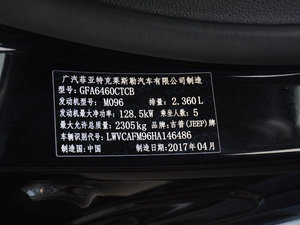 广汽菲亚特克莱斯勒汽车有限公司制造
型号: GFA6460CTCB
发动机型号: M096 排量: 2.360L
发动机最大净功率: 128.5kW 乘坐人数: 5
最大允许总质量: 2305kg 品牌: 吉普(JEEP)牌
车辆识别代号: LWVCAFM96HA146486
制造国: 中国 制造年月: 2017年04月